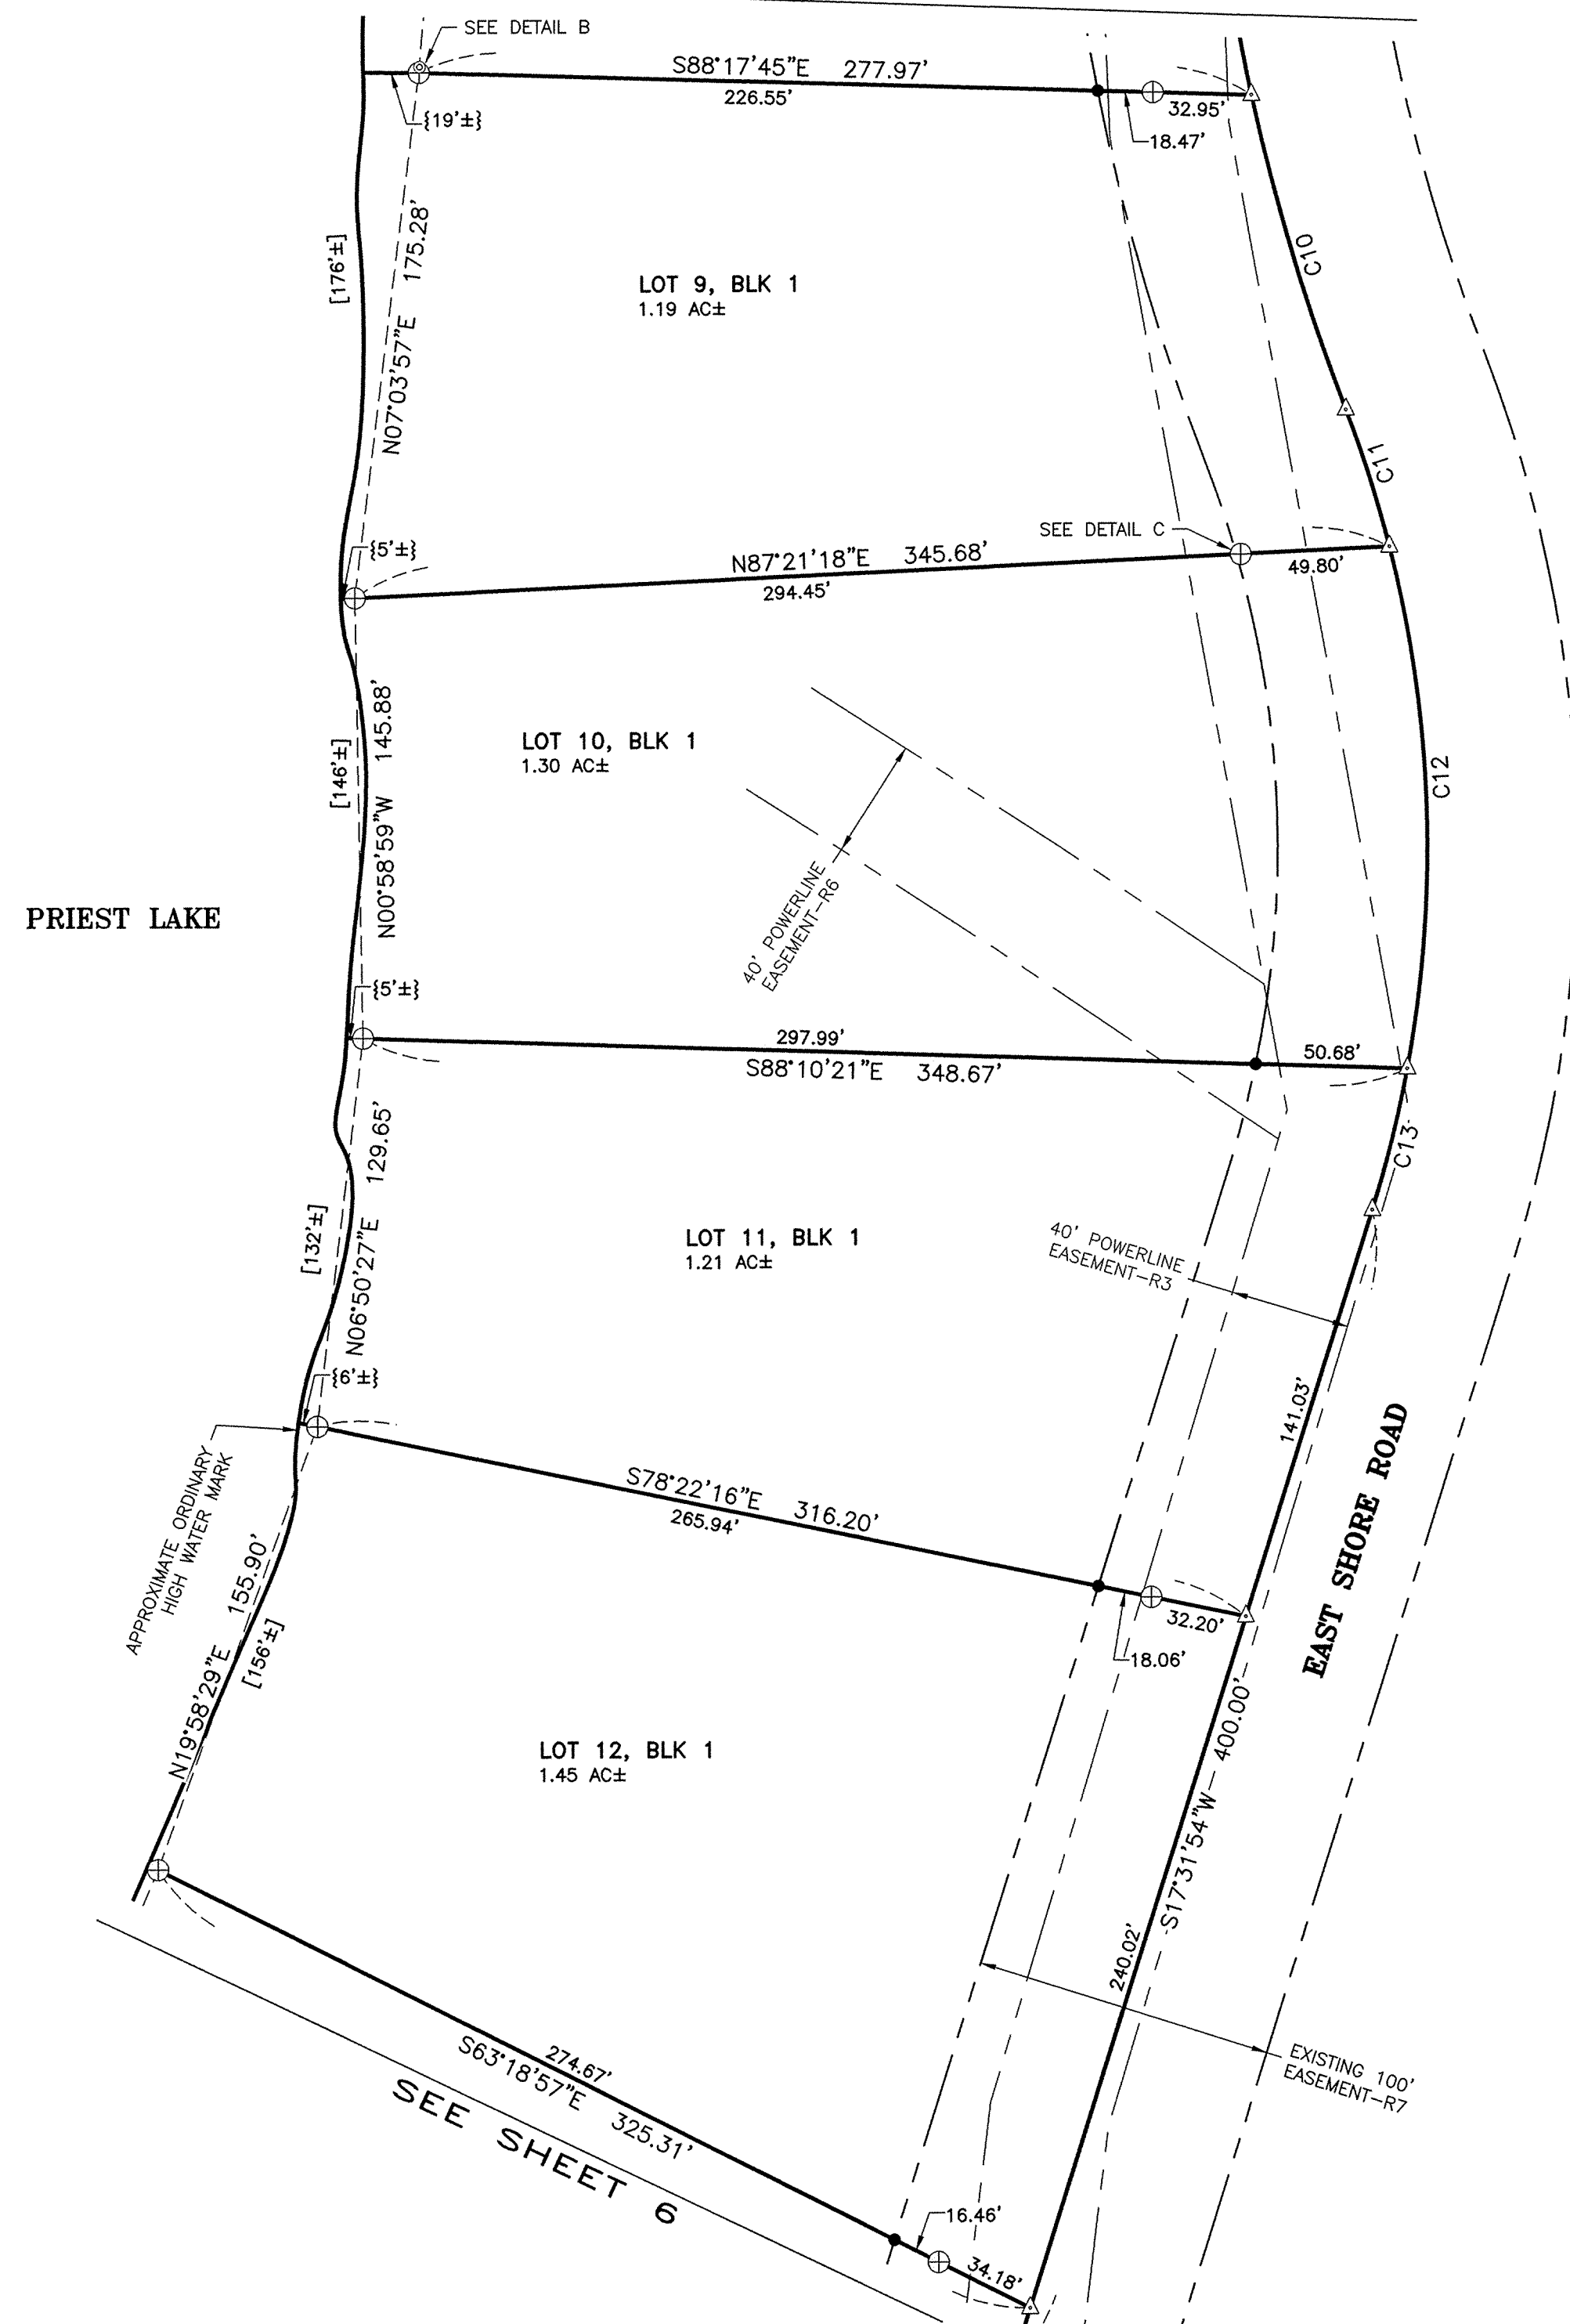 SEE DETAIL B
S88°17'45"E 277.97'
226.55'
32.95'
{19'±}
18.47'
[176'±]
N07°03'57"E 175.28'
LOT 9, BLK 1
1.19 AC±
C10
C11
SEE DETAIL C
{5'±}
N87°21'18"E 345.68'
294.45'
49.80'
[146'±]
N00°58'59"W 145.88'
LOT 10, BLK 1
1.30 AC±
C12
40' POWERLINE
EASEMENT-R6
PRIEST LAKE
{5'±}
297.99'
S88°10'21"E 348.67'
50.68'
C13
[132'±]
N06°50'27"E 129.65'
LOT 11, BLK 1
1.21 AC±
40' POWERLINE
EASEMENT-R3
{6'±}
141.03'
EAST SHORE ROAD
APPROXIMATE ORDINARY
HIGH WATER MARK
S78°22'16"E 316.20'
265.94'
32.20'
18.06'
N19°58'29"E 155.90'
[156'±]
LOT 12, BLK 1
1.45 AC±
S17°31'54"W 400.00'
240.02'
EXISTING 100'
EASEMENT-R7
274.67'
S63°18'57"E 325.31'
SEE SHEET 6
16.46'
34.18'